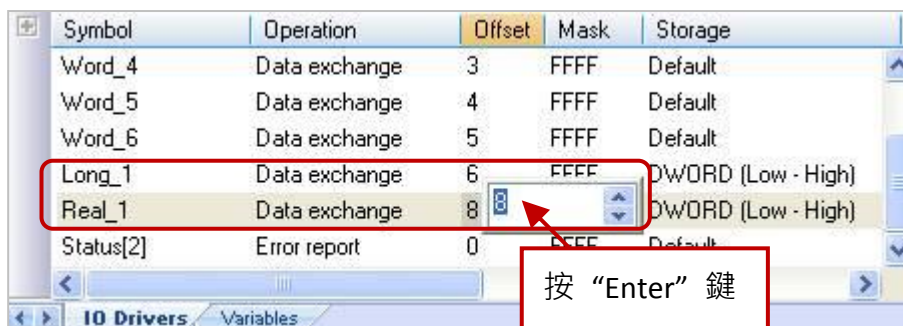 Symbol Operation Offset Mask Storage
Word_4 Data exchange 3 FFFF Default
Word_5 Data exchange 4 FFFF Default
Word_6 Data exchange 5 FFFF Default
Long_1 Data exchange 6 FFFF DWORD (Low - High)
Real_1 Data exchange 8 8 DWORD (Low - High)
Status[2] Error report 0 FFFF Default
按 “Enter” 鍵
IO Drivers Variables